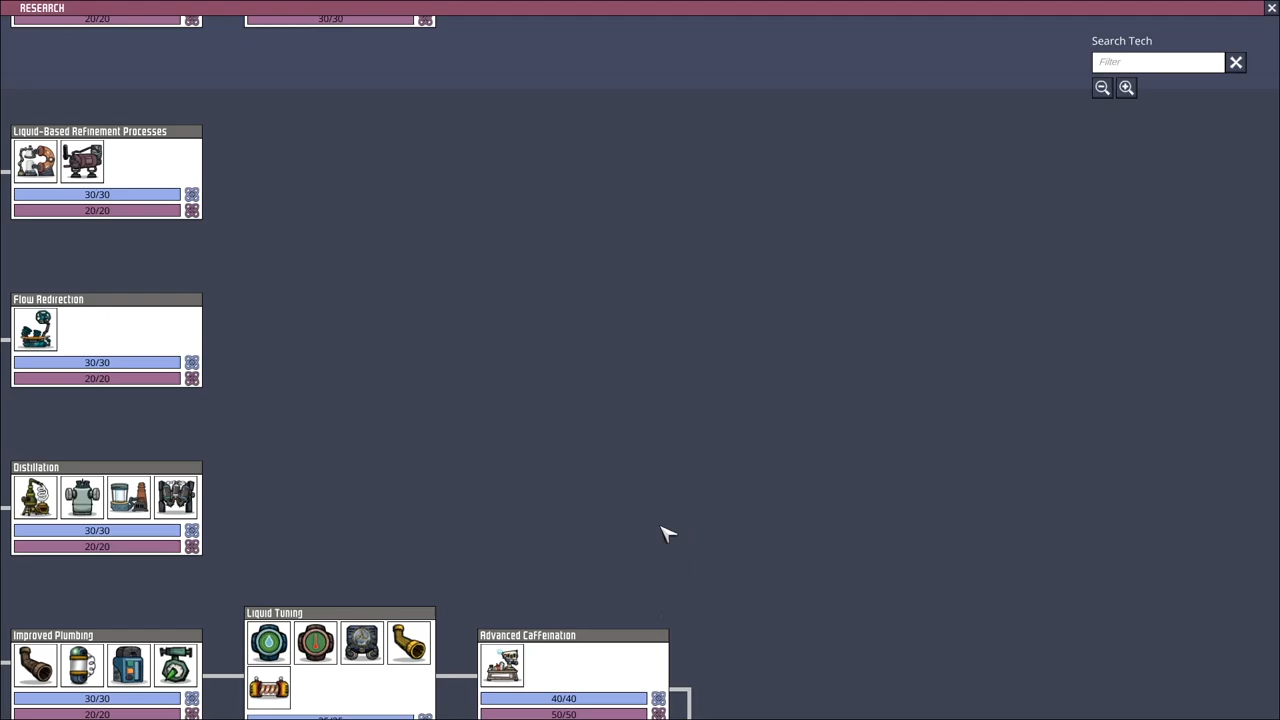 RESEARCH
20/20
30/30
Search Tech
Filter
Liquid-Based Refinement Processes
30/30
20/20
Flow Redirection
30/30
20/20
Distillation
30/30
20/20
Improved Plumbing
30/30
20/20
Liquid Tuning
Advanced Caffeination
40/40
50/50